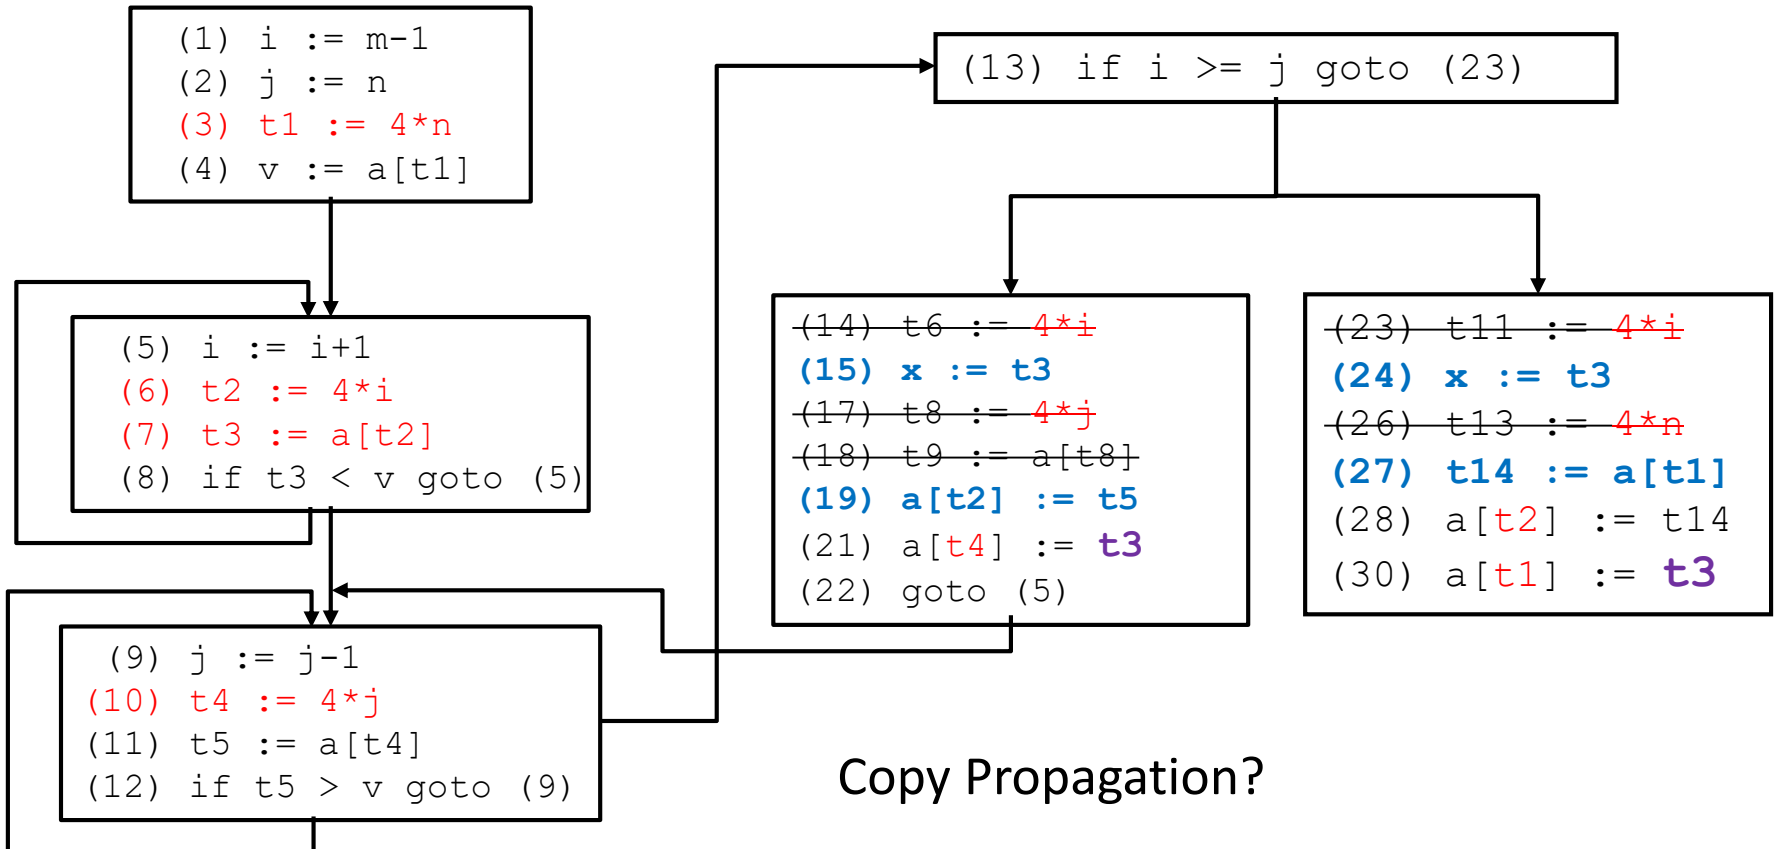 (1) i := m-1
(2) j := n
(3) t1 := 4*n
(4) v := a[t1]
(5) i := i+1
(6) t2 := 4*i
(7) t3 := a[t2]
(8) if t3 < v goto (5)
(9) j := j-1
(10) t4 := 4*j
(11) t5 := a[t4]
(12) if t5 > v goto (9)
(13) if i >= j goto (23)
(14) t6 := 4*i
(15) x := t3
(17) t8 := 4*j
(18) t9 := a[t8]
(19) a[t2] := t5
(21) a[t4] := t3
(22) goto (5)
(23) t11 := 4*i
(24) x := t3
(26) t13 := 4*n
(27) t14 := a[t1]
(28) a[t2] := t14
(30) a[t1] := t3
Copy Propagation?